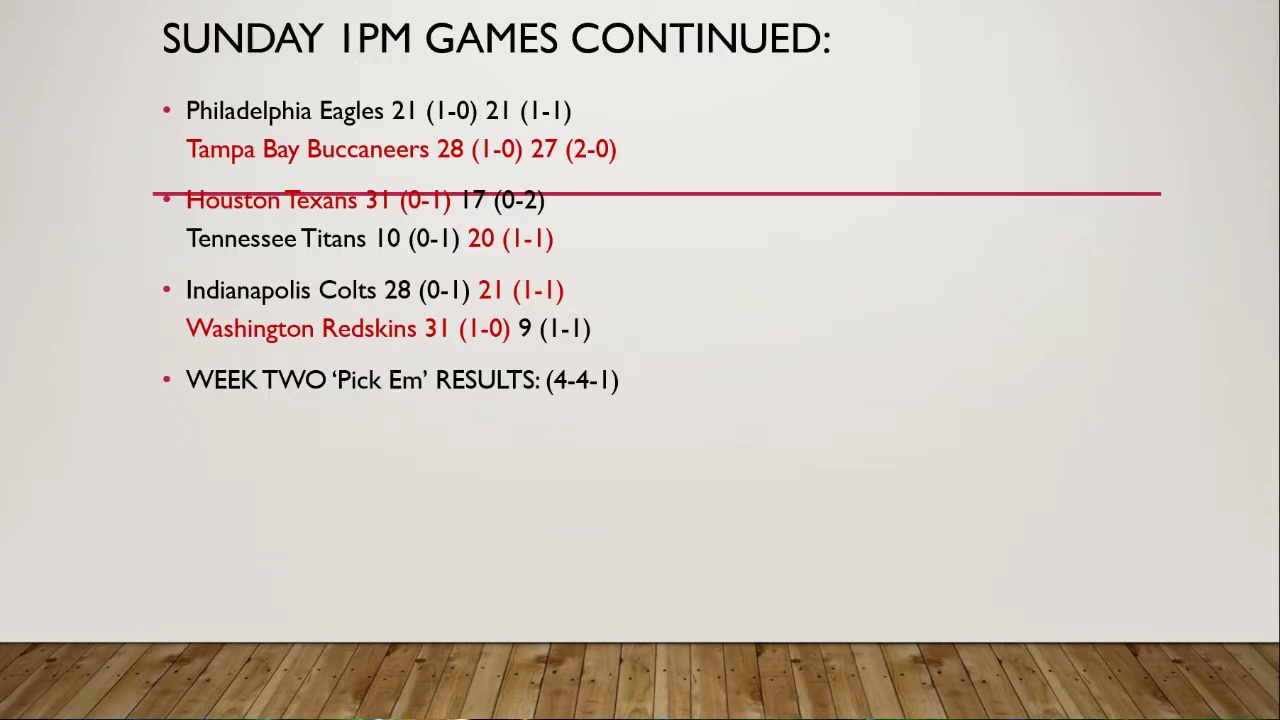 SUNDAY 1PM GAMES CONTINUED:
• Philadelphia Eagles 21 (1-0) 21 (1-1)
Tampa Bay Buccaneers 28 (1-0) 27 (2-0)
• Houston Texans 31 (0-1) 17 (0-2)
Tennessee Titans 10 (0-1) 20 (1-1)
• Indianapolis Colts 28 (0-1) 21 (1-1)
Washington Redskins 31 (1-0) 9 (1-1)
• WEEK TWO ‘Pick Em’ RESULTS: (4-4-1)